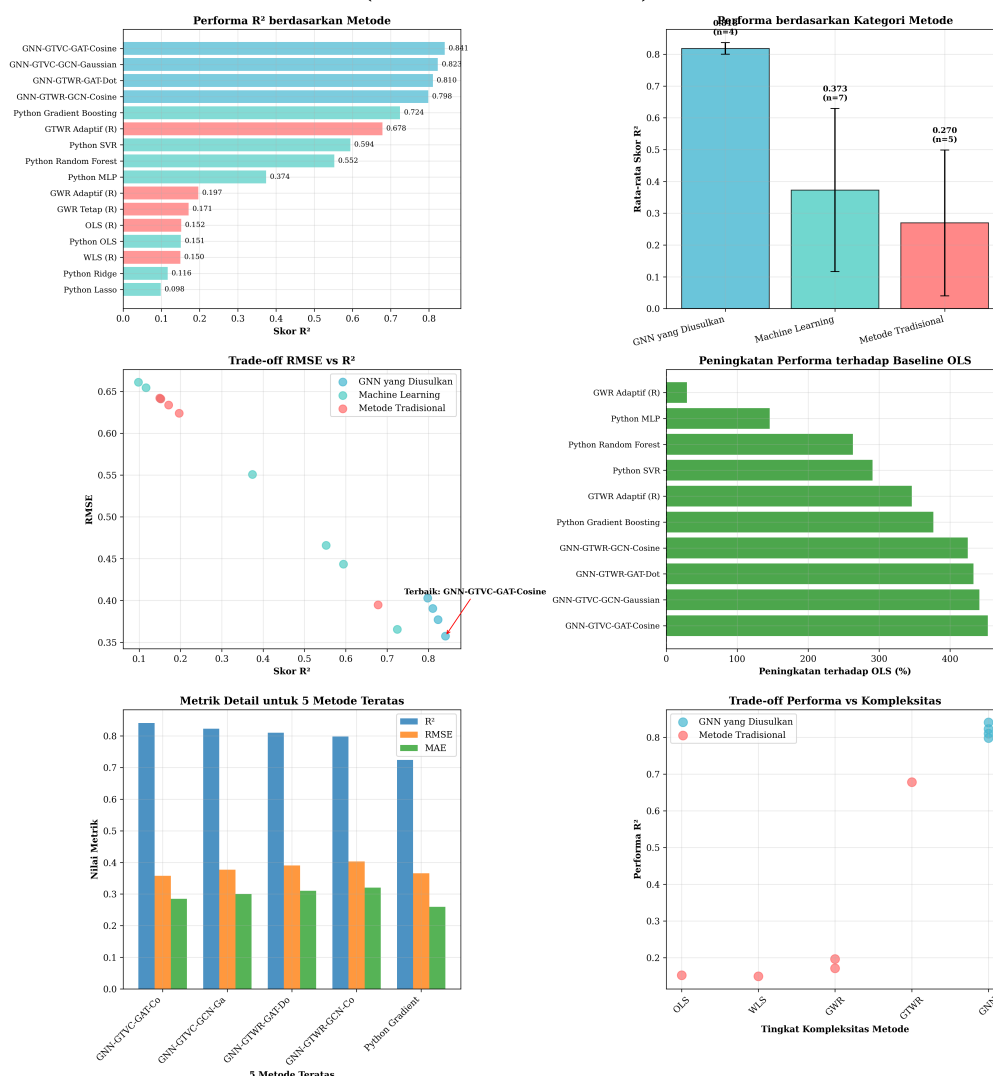 Performa R² berdasarkan Metode
GNN-GTVC-GAT-Cosine
0.841
GNN-GTVC-GCN-Gaussian
0.823
GNN-GTWR-GAT-Dot
0.810
GNN-GTWR-GCN-Cosine
0.798
Python Gradient Boosting
0.724
GTWR Adaptif (R)
0.678
Python SVR
0.594
Python Random Forest
0.552
Python MLP
0.374
GWR Adaptif (R)
0.197
GWR Tetap (R)
0.171
OLS (R)
0.152
Python OLS
0.151
WLS (R)
0.150
Python Ridge
0.116
Python Lasso
0.098
0.0 0.1 0.2 0.3 0.4 0.5 0.6 0.7 0.8
Skor R²
Performa berdasarkan Kategori Metode
0.818
(n=4)
0.373
(n=7)
0.270
(n=5)
Rata-rata Skor R²
0.8
0.7
0.6
0.5
0.4
0.3
0.2
0.1
0.0
GNN yang Diusulkan
Machine Learning
Metode Tradisional
Trade-off RMSE vs R²
GNN yang Diusulkan
Machine Learning
Metode Tradisional
RMSE
0.65
0.60
0.55
0.50
0.45
0.40
0.35
Terbaik: GNN-GTVC-GAT-Cosine
0.1 0.2 0.3 0.4 0.5 0.6 0.7 0.8
Skor R²
Peningkatan Performa terhadap Baseline OLS
GWR Adaptif (R)
Python MLP
Python Random Forest
Python SVR
GTWR Adaptif (R)
Python Gradient Boosting
GNN-GTWR-GCN-Cosine
GNN-GTWR-GAT-Dot
GNN-GTVC-GCN-Gaussian
GNN-GTVC-GAT-Cosine
0 100 200 300 400
Peningkatan terhadap OLS (%)
Metrik Detail untuk 5 Metode Teratas
R²
RMSE
MAE
Nilai Metrik
0.8
0.7
0.6
0.5
0.4
0.3
0.2
0.1
0.0
GNN-GTVC-GAT-Co
GNN-GTVC-GCN-Ga
GNN-GTWR-GAT-Do
GNN-GTWR-GCN-Co
Python Gradient
5 Metode Teratas
Trade-off Performa vs Kompleksitas
GNN yang Diusulkan
Metode Tradisional
Performa R²
0.8
0.7
0.6
0.5
0.4
0.3
0.2
OLS
WLS
GWR
GTWR
GNN
Tingkat Kompleksitas Metode